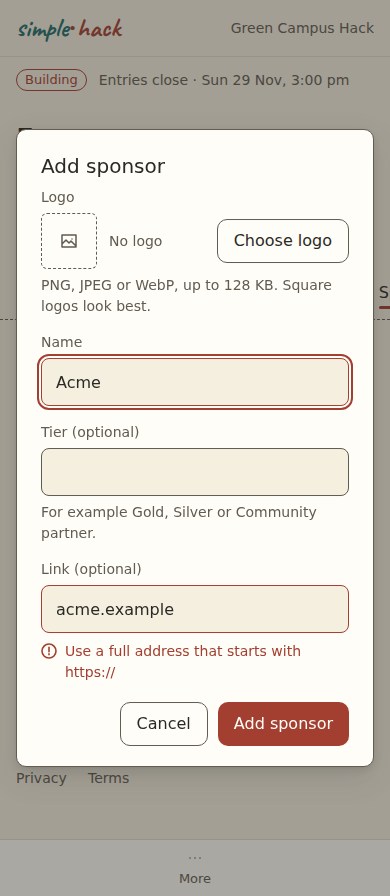 simple·hack
Green Campus Hack
Building
Entries close · Sun 29 Nov, 3:00 pm
Add sponsor
Logo
No logo
Choose logo
PNG, JPEG or WebP, up to 128 KB. Square
logos look best.
Name
Acme
Tier (optional)
For example Gold, Silver or Community
partner.
Link (optional)
acme.example
Use a full address that starts with
https://
Cancel
Add sponsor
Privacy
Terms
...
More